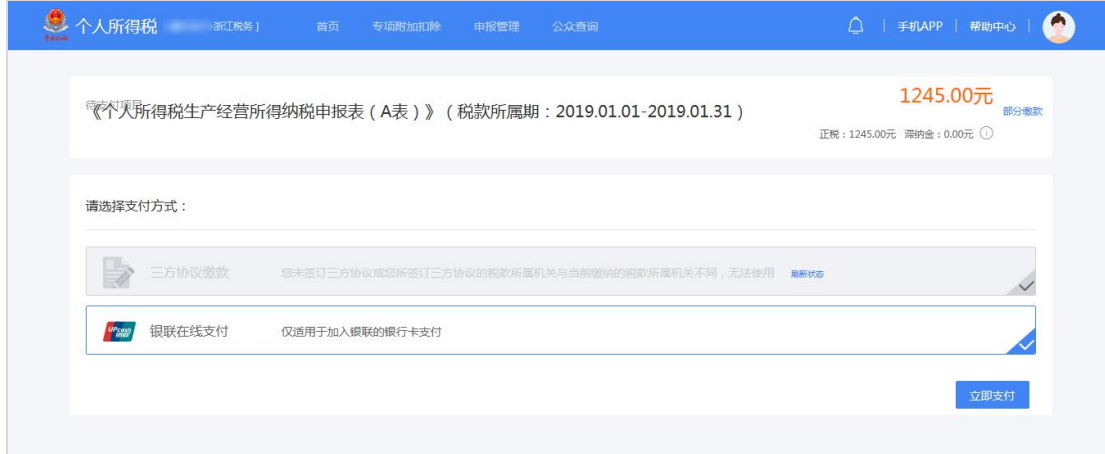 个人所得税
浙江税务]
首页
专项附加扣除
申报管理
公众查询
手机APP
帮助中心
待支付项目
《个人所得税生产经营所得纳税申报表(A表)》(税款所属期:2019.01.01-2019.01.31)
1245.00元
部分缴款
正税:1245.00元 滞纳金:0.00元
请选择支付方式:
三方协议缴款
您未签订三方协议或您所签订三方协议的税款所属机关与当前缴纳的税款所属机关不同,无法使用
刷新状态
银联在线支付
仅适用于加入银联的银行卡支付
立即支付